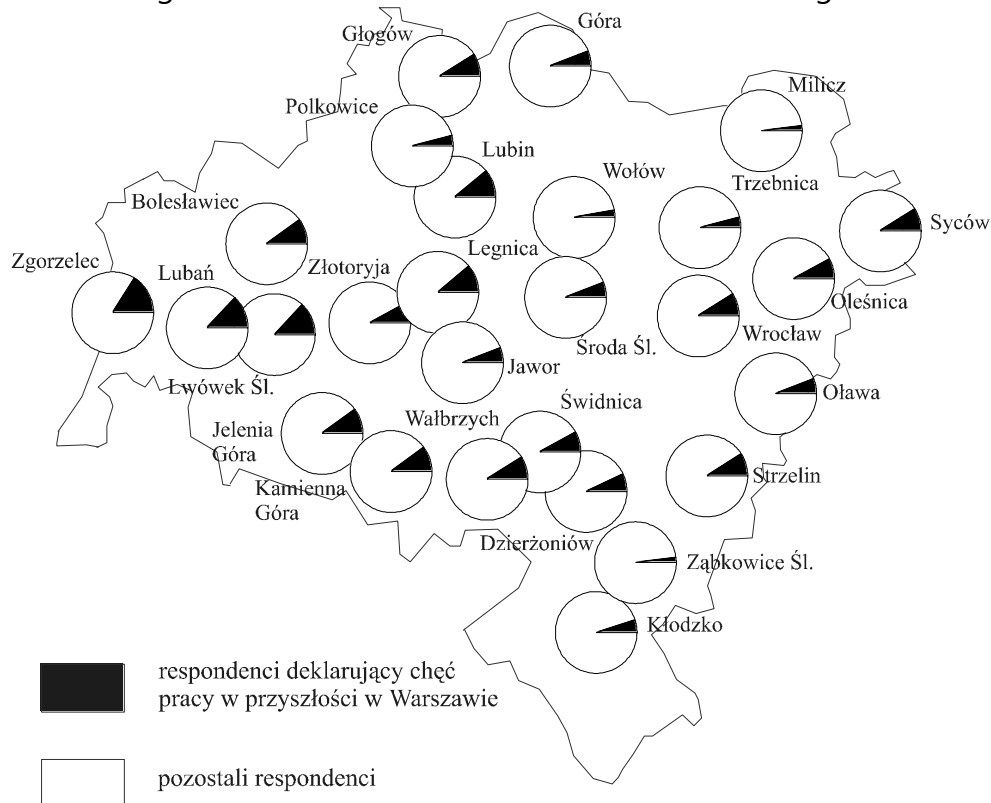 Góra
Głogów
Milicz
Polkowice
Lubin
Wołów
Trzebnica
Bolesławiec
Syców
Legnica
Zgorzelec
Lubań
Złotoryja
Oleśnica
Wrocław
Środa Śl.
Jawor
Lwówek Śl.
Oława
Świdnica
Wałbrzych
Jelenia
Góra
Strzelin
Kamienna
Góra
Dzierżoniów
Ząbkowice Śl.
Kłodzko
respondenci deklarujący chęć
pracy w przyszłości w Warszawie
pozostali respondenci